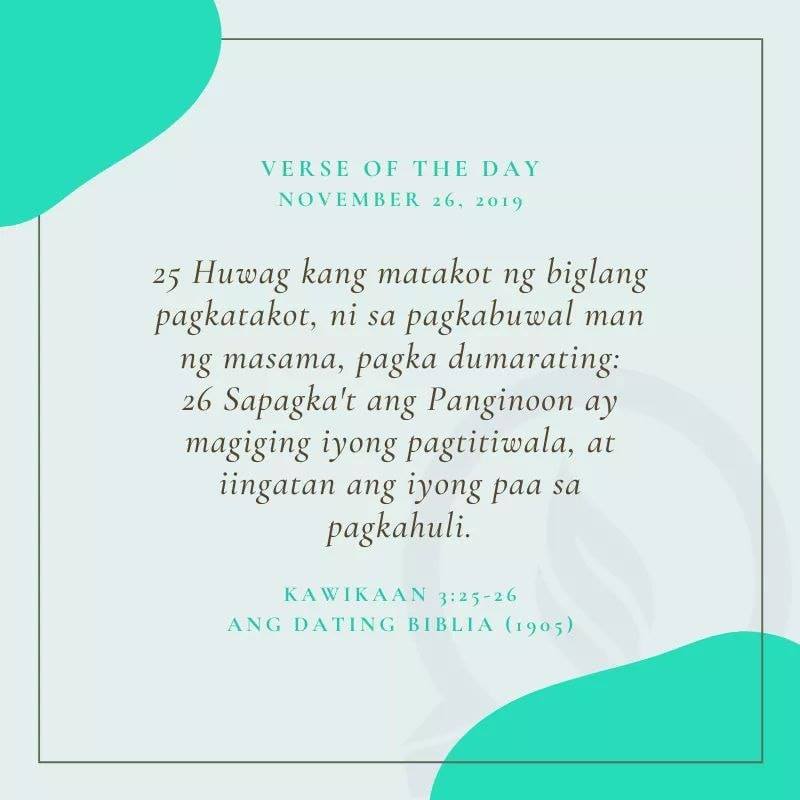 VERSE OF THE DAY
NOVEMBER 26, 2019
25 Huwag kang matakot ng biglang
pagkatakot, ni sa pagkabuwal man
ng masama, pagka dumarating:
26 Sapagka't ang Panginoon ay
magiging iyong pagtitiwala, at
iingatan ang iyong paa sa
pagkahuli.
KAWIKAAN 3:25-26
ANG DATING BIBLIA (1905)